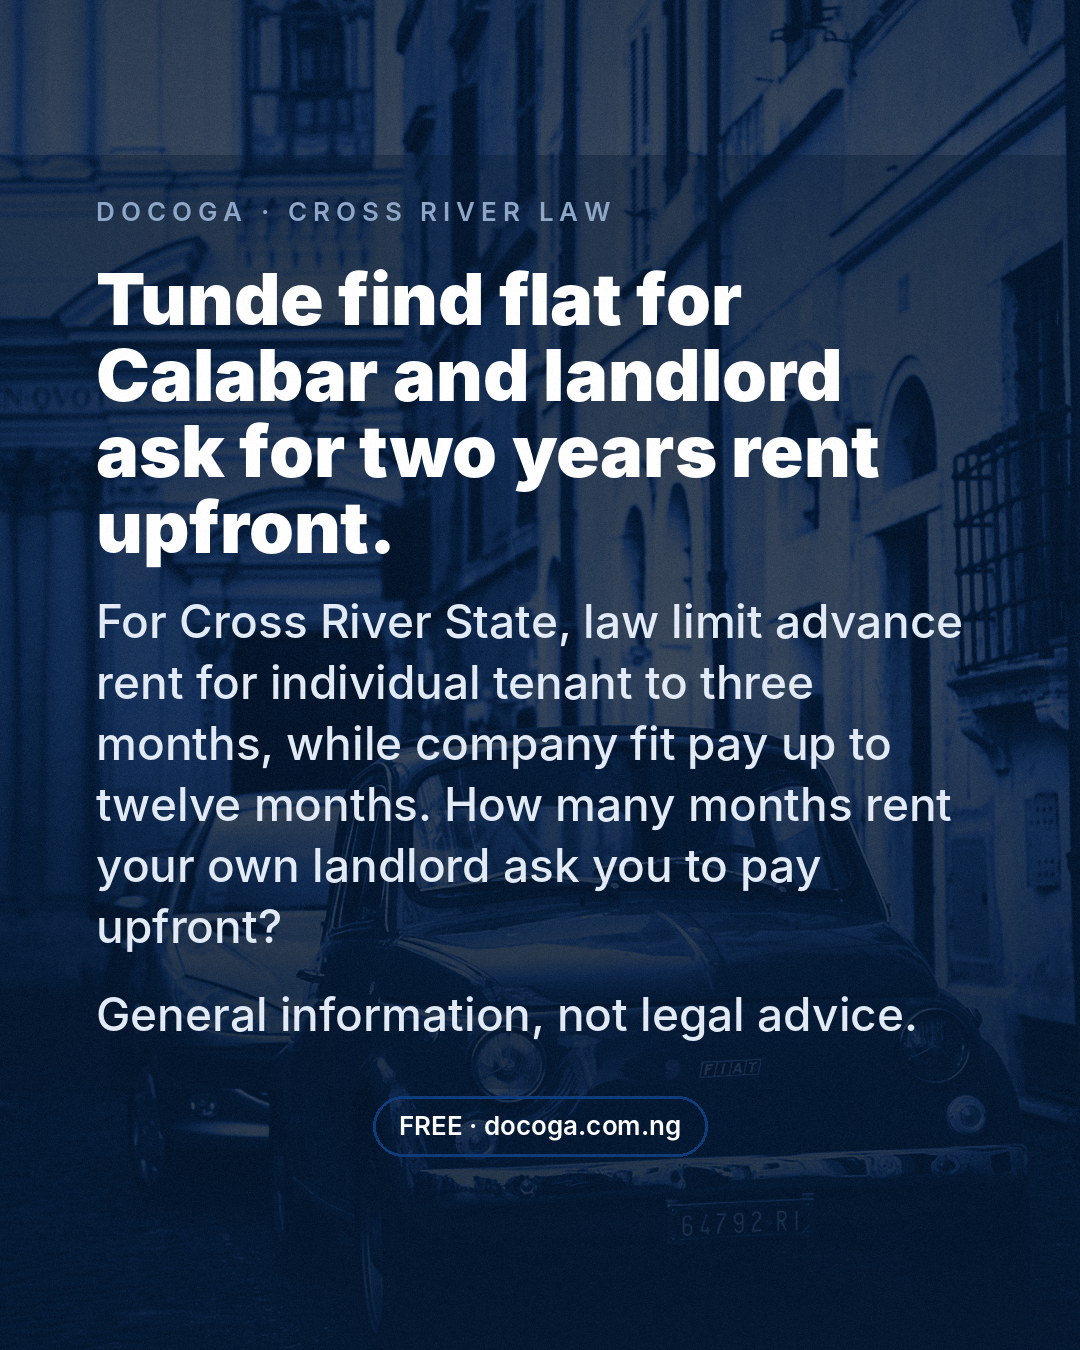 DOCOGA · CROSS RIVER LAW
Tunde find flat for
Calabar and landlord
ask for two years rent
upfront.
For Cross River State, law limit advance
rent for individual tenant to three
months, while company fit pay up to
twelve months. How many months rent
your own landlord ask you to pay
upfront?
General information, not legal advice.
FIAT
FREE · docoga.com.ng
64792 RI